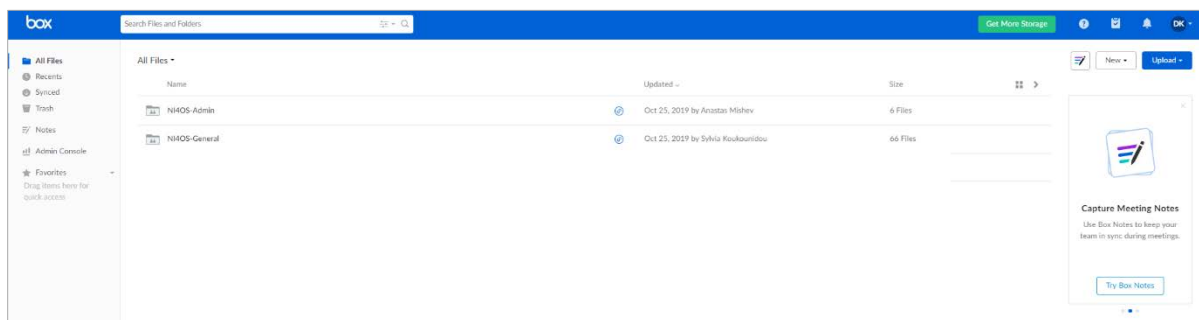 box
Search Files and Folders
Get More Storage
DK
All Files
Recents
Synced
Trash
Notes
Admin Console
Favorites
Drag items here for
quick access
All Files
New
Upload
Name Updated Size
NI4OS-Admin Oct 25, 2019 by Anastas Mishev 6 Files
NI4OS-General Oct 25, 2019 by Sylvia Koukounidou 66 Files
Capture Meeting Notes
Use Box Notes to keep your
team in sync during meetings.
Try Box Notes